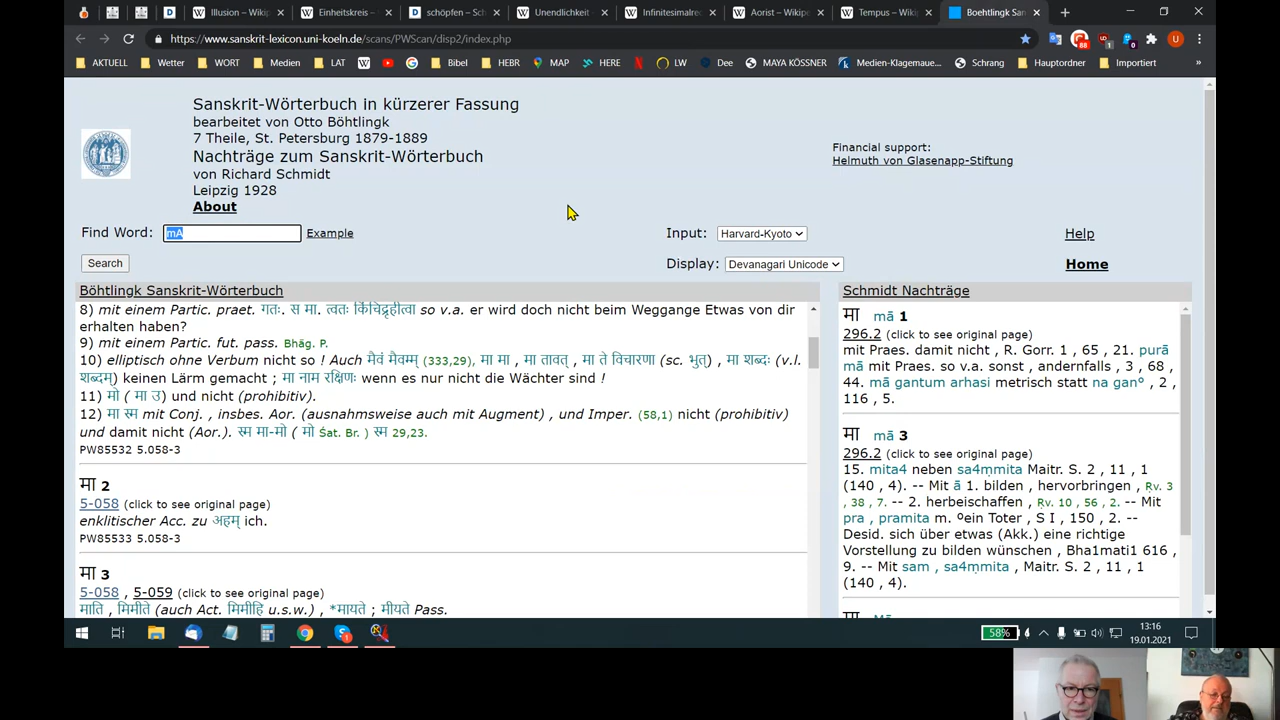 Illusion – Wikip
Einheitskreis –
schöpfen – Sch
Unendlichkeit
Infinitesimalrec
Aorist – Wikipe
Tempus – Wiki
Boehtlingk San
https://www.sanskrit-lexicon.uni-koeln.de/scans/PWScan/disp2/index.php
AKTUELL Wetter WORT Medien LAT Bibel HEBR MAP HERE LW Dee MAYA KÖSSNER Medien-Klagemaue... Schrang Hauptordner Importiert »
Sanskrit-Wörterbuch in kürzerer Fassung
bearbeitet von Otto Böhtlingk
7 Theile, St. Petersburg 1879-1889
Nachträge zum Sanskrit-Wörterbuch
von Richard Schmidt
Leipzig 1928
About
Financial support:
Helmuth von Glasenapp-Stiftung
Find Word: mA Example
Input: Harvard-Kyoto
Help
Search
Display: Devanagari Unicode
Home
Böhtlingk Sanskrit-Wörterbuch
8) mit einem Partic. praet. गतः. स मा. त्वतः किंचिद्गृहीत्वा so v.a. er wird doch nicht beim Weggange Etwas von dir
erhalten haben?
9) mit einem Partic. fut. pass. Bhāg. P.
10) elliptisch ohne Verbum nicht so ! Auch मैवं मैवम् (333,29), मा मा , मा तावत् , मा ते विचारणा (sc. भुत्) , मा शब्दः (v.l.
शब्दम्) keinen Lärm gemacht ; मा नाम रक्षिणः wenn es nur nicht die Wächter sind !
11) मो ( मा उ) und nicht (prohibitiv).
12) मा स्म mit Conj. , insbes. Aor. (ausnahmsweise auch mit Augment) , und Imper. (58,1) nicht (prohibitiv)
und damit nicht (Aor.). स्म मा-मो ( मो Śat. Br. ) स्म 29,23.
PW85532 5.058-3
मा 2
5-058 (click to see original page)
enklitischer Acc. zu अहम् ich.
PW85533 5.058-3
मा 3
5-058 , 5-059 (click to see original page)
माति , मिमीते (auch Act. मिमीहि u.s.w.) , *मायते ; मीयते Pass.
Schmidt Nachträge
मा mā 1
296.2 (click to see original page)
mit Praes. damit nicht , R. Gorr. 1 , 65 , 21. purā
mā mit Praes. so v.a. sonst , andernfalls , 3 , 68 ,
44. mā gantum arhasi metrisch statt na gan° , 2 ,
116 , 5.
मा mā 3
296.2 (click to see original page)
15. mita4 neben sa4ṃmita Maitr. S. 2 , 11 , 1
(140 , 4). -- Mit ā 1. bilden , hervorbringen , Ṛv. 3
, 38 , 7. -- 2. herbeischaffen , Ṛv. 10 , 56 , 2. -- Mit
pra , pramita m. °ein Toter , S I , 150 , 2. --
Desid. sich über etwas (Akk.) eine richtige
Vorstellung zu bilden wünschen , Bha1mati1 616 ,
9. -- Mit sam , sa4ṃmita , Maitr. S. 2 , 11 , 1
(140 , 4).
58%
13:16
19.01.2021